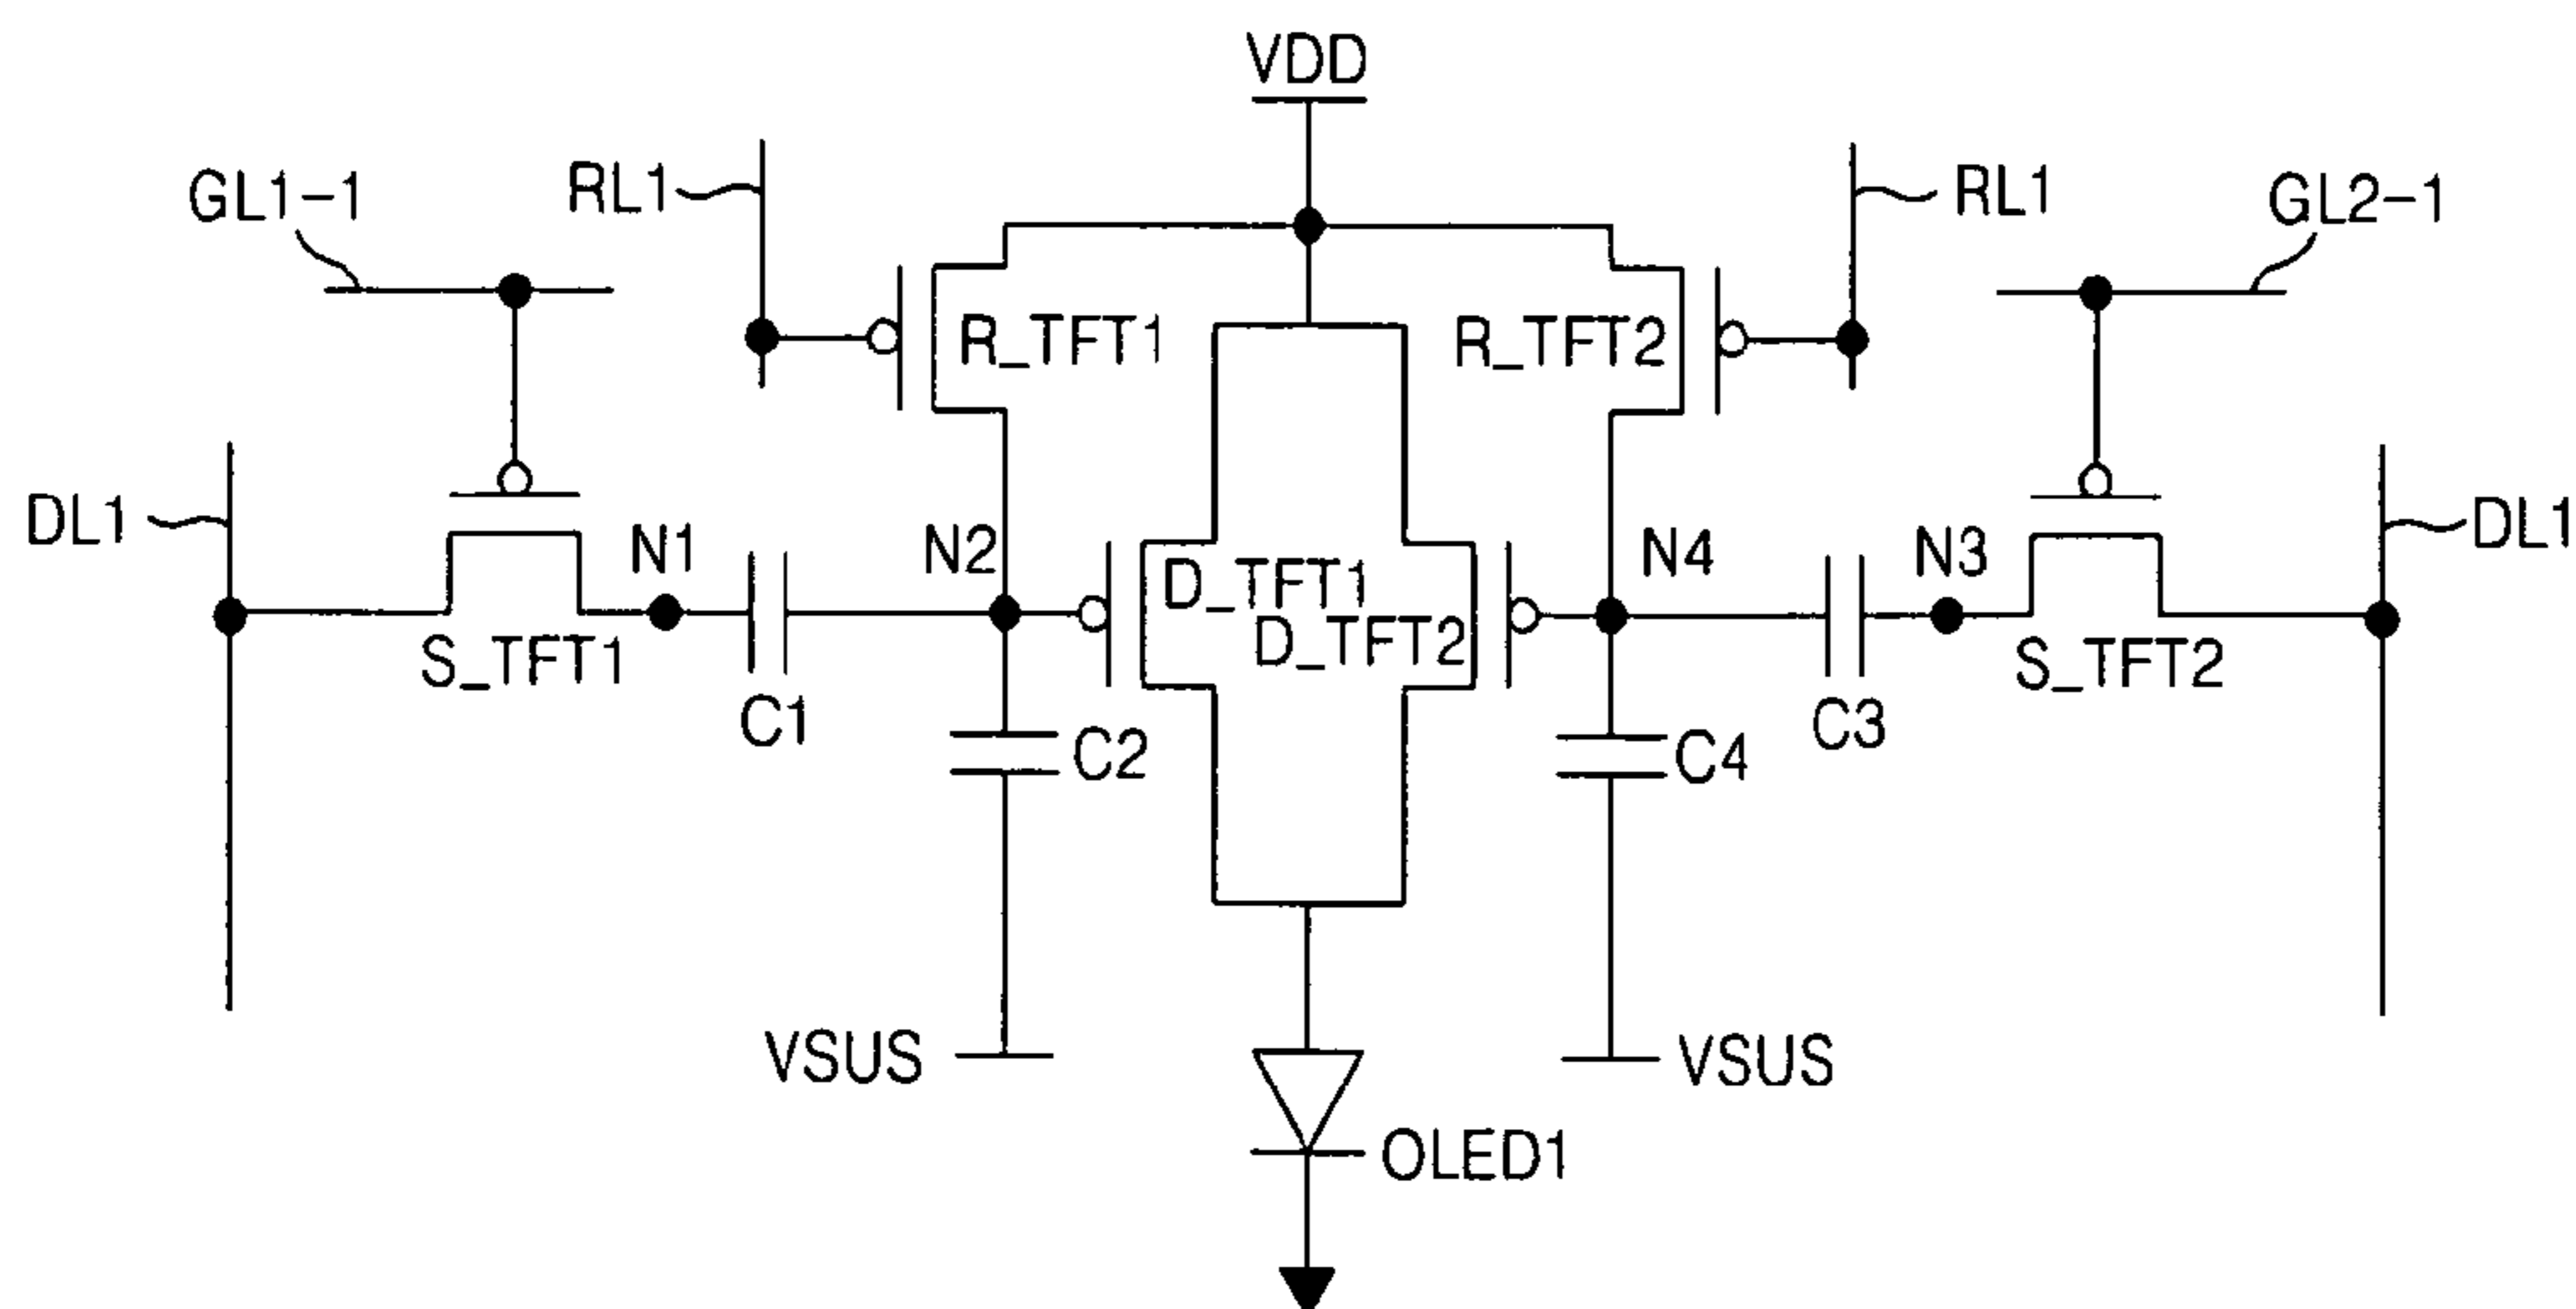 VDD
GL1-1
RL1
RL1
GL2-1
R_TFT1
R_TFT2
DL1
N1
N2
N4
N3
DL1
D_TFT1
D_TFT2
S_TFT1
S_TFT2
C1
C2
C4
C3
VSUS
VSUS
OLED1